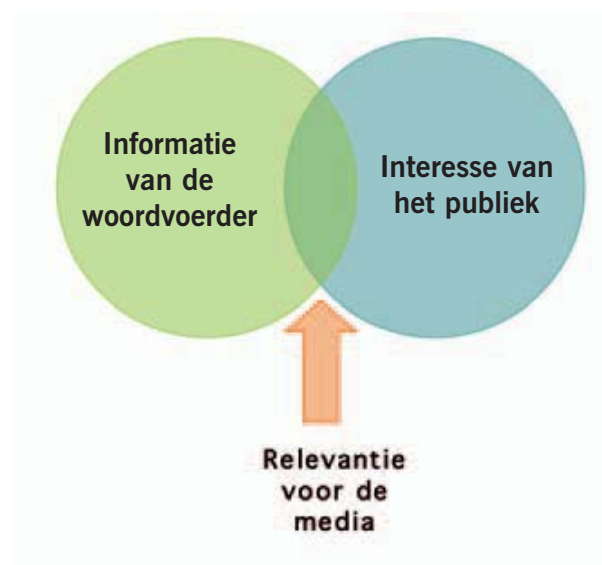 Informatie
van de
woordvoerder
Interesse van
het publiek
Relevantie
voor de
media